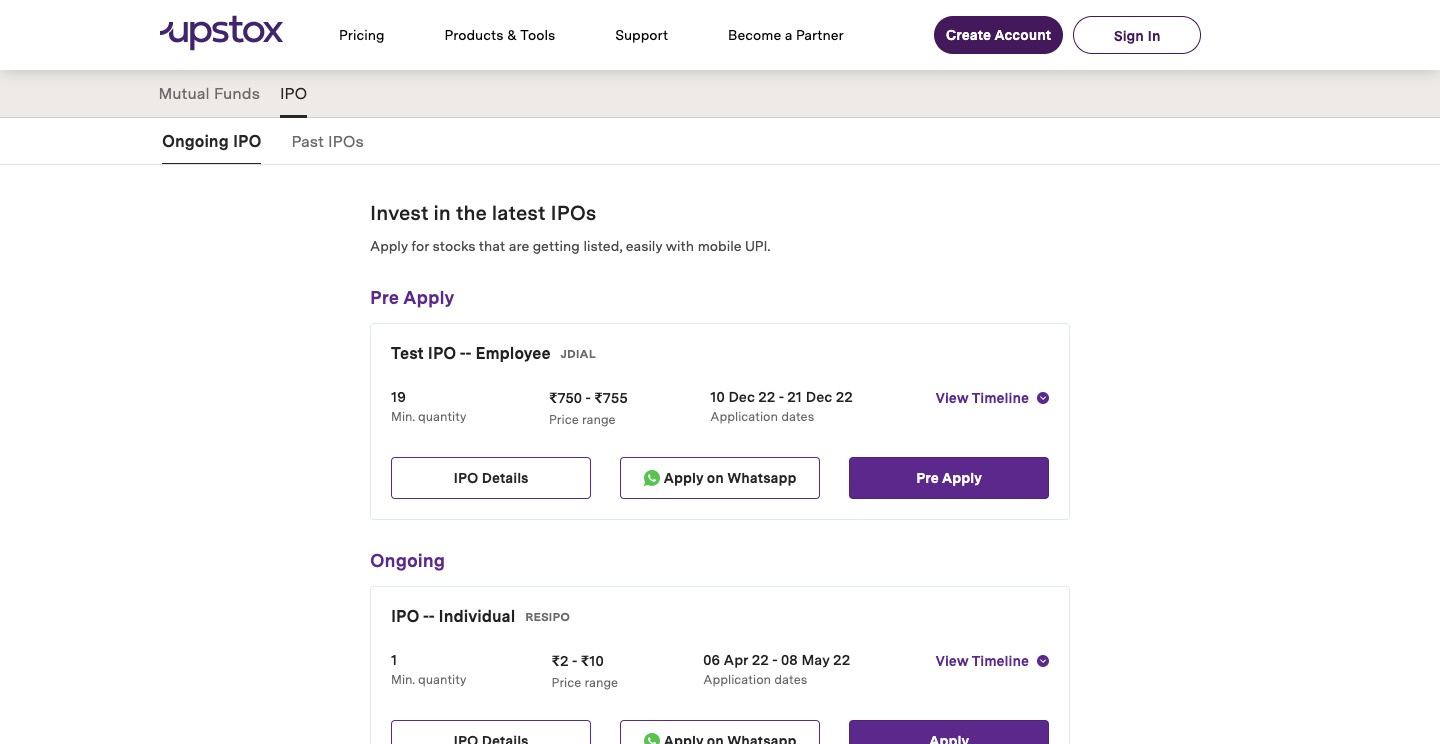 upstox Pricing Products & Tools Support Become a Partner Create Account Sign In
Mutual Funds IPO
Ongoing IPO Past IPOs
Invest in the latest IPOs
Apply for stocks that are getting listed, easily with mobile UPI.
Pre Apply
Test IPO -- Employee JDIAL
19 ₹750 - ₹755 10 Dec 22 - 21 Dec 22 View Timeline
Min. quantity Price range Application dates
IPO Details Apply on Whatsapp Pre Apply
Ongoing
IPO -- Individual RESIPO
1 ₹2 - ₹10 06 Apr 22 - 08 May 22 View Timeline
Min. quantity Price range Application dates
IPO Details Apply on Whatsapp Apply